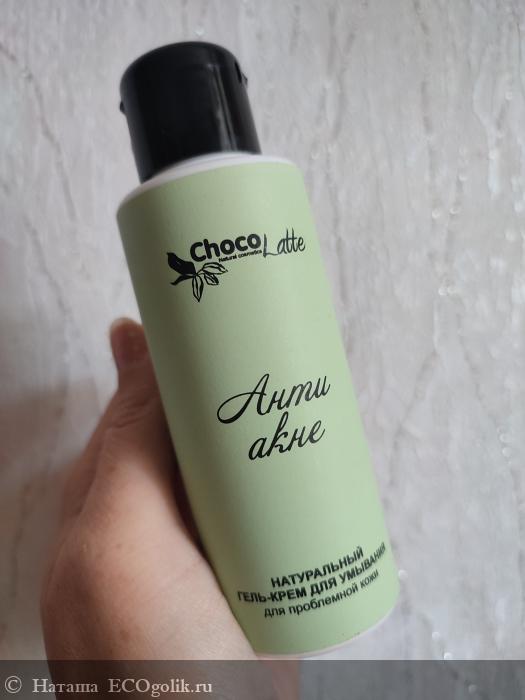 Choco Latte
Natural cosmetics
Анти
акне
НАТУРАЛЬНЫЙ
ГЕЛЬ-КРЕМ ДЛЯ УМЫВАНИЯ
для проблемной кожи
© Наташа ECOgolik.ru